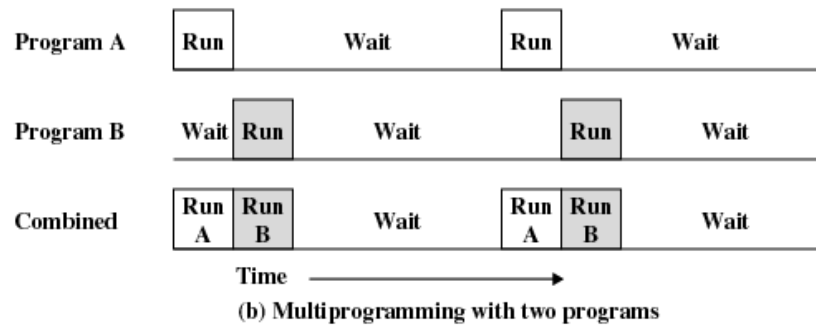 Program A Run Wait Run Wait
Program B Wait Run Wait Run Wait
Combined Run A Run B Wait Run A Run B Wait
Time
(b) Multiprogramming with two programs